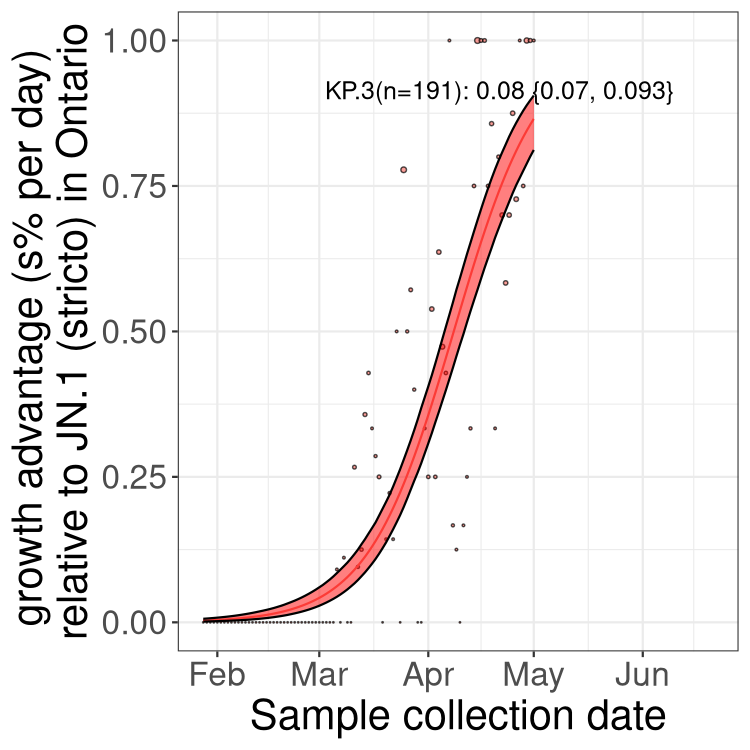 growth advantage (s% per day)
relative to JN.1 (stricto) in Ontario
1.00
0.75
0.50
0.25
0.00
KP.3(n=191): 0.08 {0.07, 0.093}
Feb Mar Apr May Jun
Sample collection date